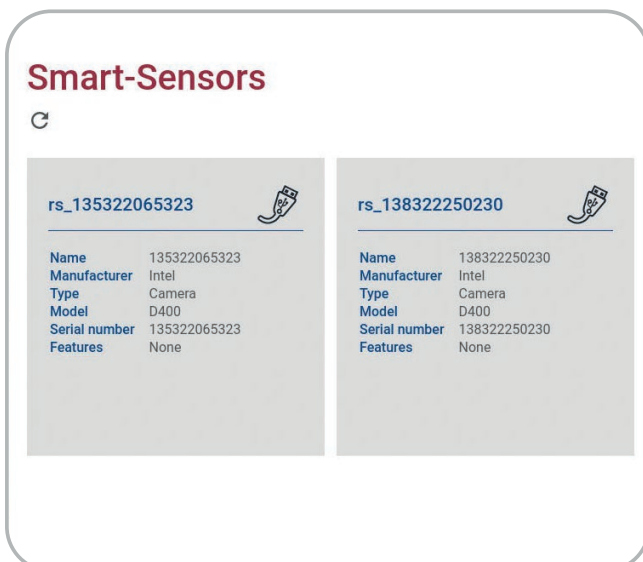 Smart-Sensors
rs_135322065323
Name 135322065323
Manufacturer Intel
Type Camera
Model D400
Serial number 135322065323
Features None
rs_138322250230
Name 138322250230
Manufacturer Intel
Type Camera
Model D400
Serial number 138322250230
Features None